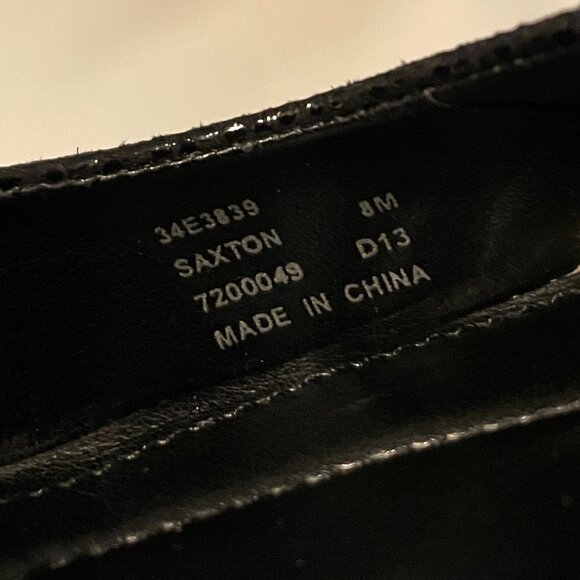 34E3839 8M
SAXTON D13
7200049
MADE IN CHINA